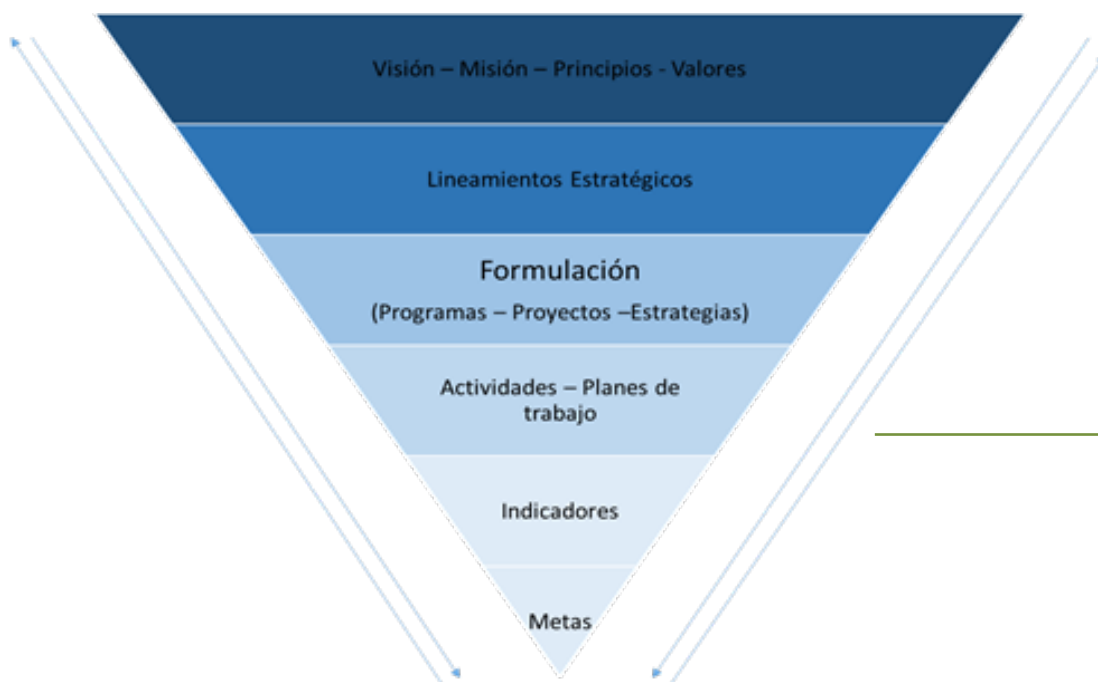 Visión – Misión – Principios - Valores
Lineamientos Estratégicos
Formulación
(Programas – Proyectos –Estrategias)
Actividades – Planes de
trabajo
Indicadores
Metas